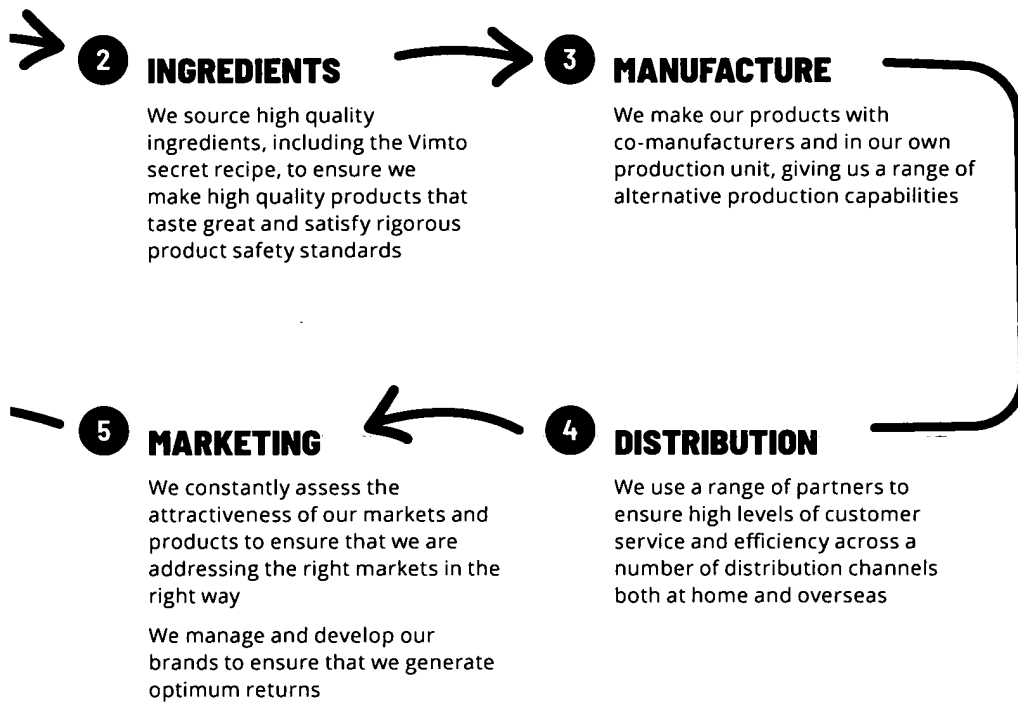 2
INGREDIENTS
We source high quality
ingredients, including the Vimto
secret recipe, to ensure we
make high quality products that
taste great and satisfy rigorous
product safety standards
3
MANUFACTURE
We make our products with
co-manufacturers and in our own
production unit, giving us a range of
alternative production capabilities
4
DISTRIBUTION
We use a range of partners to
ensure high levels of customer
service and efficiency across a
number of distribution channels
both at home and overseas
5
MARKETING
We constantly assess the
attractiveness of our markets and
products to ensure that we are
addressing the right markets in the
right way
We manage and develop our
brands to ensure that we generate
optimum returns